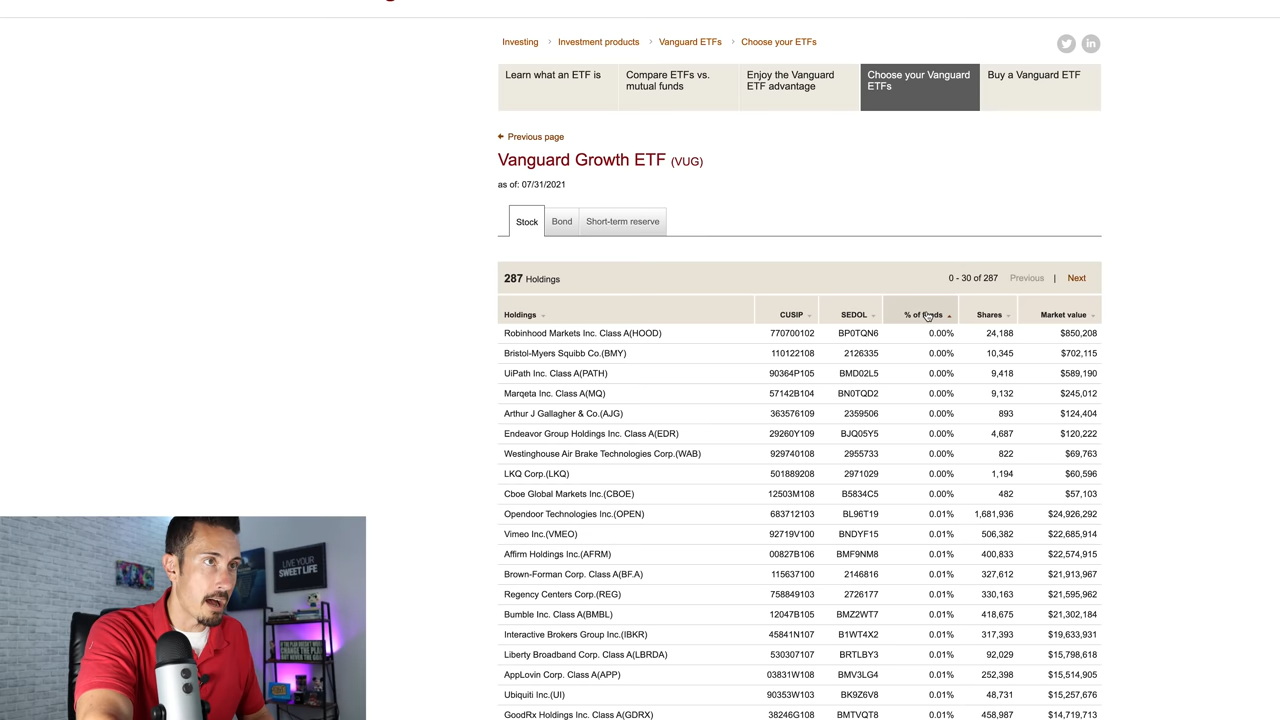 Investing > Investment products > Vanguard ETFs > Choose your ETFs
Learn what an ETF is
Compare ETFs vs. mutual funds
Enjoy the Vanguard ETF advantage
Choose your Vanguard ETFs
Buy a Vanguard ETF
Previous page
Vanguard Growth ETF (VUG)
as of: 07/31/2021
Stock Bond Short-term reserve
287 Holdings 0 - 30 of 287 Previous | Next
Holdings CUSIP SEDOL % of Shares Market value
Robinhood Markets Inc. Class A(HOOD) 770700102 BP0TQN6 0.00% 24,188 $850,208
Bristol-Myers Squibb Co.(BMY) 110122108 2126335 0.00% 10,345 $702,115
UiPath Inc. Class A(PATH) 90364P105 BMD02L5 0.00% 9,418 $589,190
Marqeta Inc. Class A(MQ) 57142B104 BN0TQD2 0.00% 9,132 $245,012
Arthur J Gallagher & Co.(AJG) 363576109 2359506 0.00% 893 $124,404
Endeavor Group Holdings Inc. Class A(EDR) 29260Y109 BJQ05Y5 0.00% 4,687 $120,222
Westinghouse Air Brake Technologies Corp.(WAB) 929740108 2955733 0.00% 822 $69,763
LKQ Corp.(LKQ) 501889208 2971029 0.00% 1,194 $60,596
Cboe Global Markets Inc.(CBOE) 12503M108 B5834C5 0.00% 482 $57,103
Opendoor Technologies Inc.(OPEN) 683712103 BL96T19 0.01% 1,681,936 $24,926,292
Vimeo Inc.(VMEO) 92719V100 BNDYF15 0.01% 506,382 $22,685,914
Affirm Holdings Inc.(AFRM) 00827B106 BMF9NM8 0.01% 400,833 $22,574,915
Brown-Forman Corp. Class A(BF.A) 115637100 2146816 0.01% 327,612 $21,913,967
Regency Centers Corp.(REG) 758849103 2726177 0.01% 330,163 $21,595,962
Bumble Inc. Class A(BMBL) 12047B105 BMZ2WT7 0.01% 418,675 $21,302,184
Interactive Brokers Group Inc.(IBKR) 45841N107 B1WT4X2 0.01% 317,393 $19,633,931
Liberty Broadband Corp. Class A(LBRDA) 530307107 BRTLBY3 0.01% 92,029 $15,798,618
AppLovin Corp. Class A(APP) 03831W108 BMV3LG4 0.01% 252,398 $15,514,905
Ubiquiti Inc.(UI) 90353W103 BK9Z6V8 0.01% 48,731 $15,257,676
GoodRx Holdings Inc. Class A(GDRX) 38246G108 BMTVQT8 0.01% 458,987 $14,719,713
LIVE YOUR
SWEET LIFE